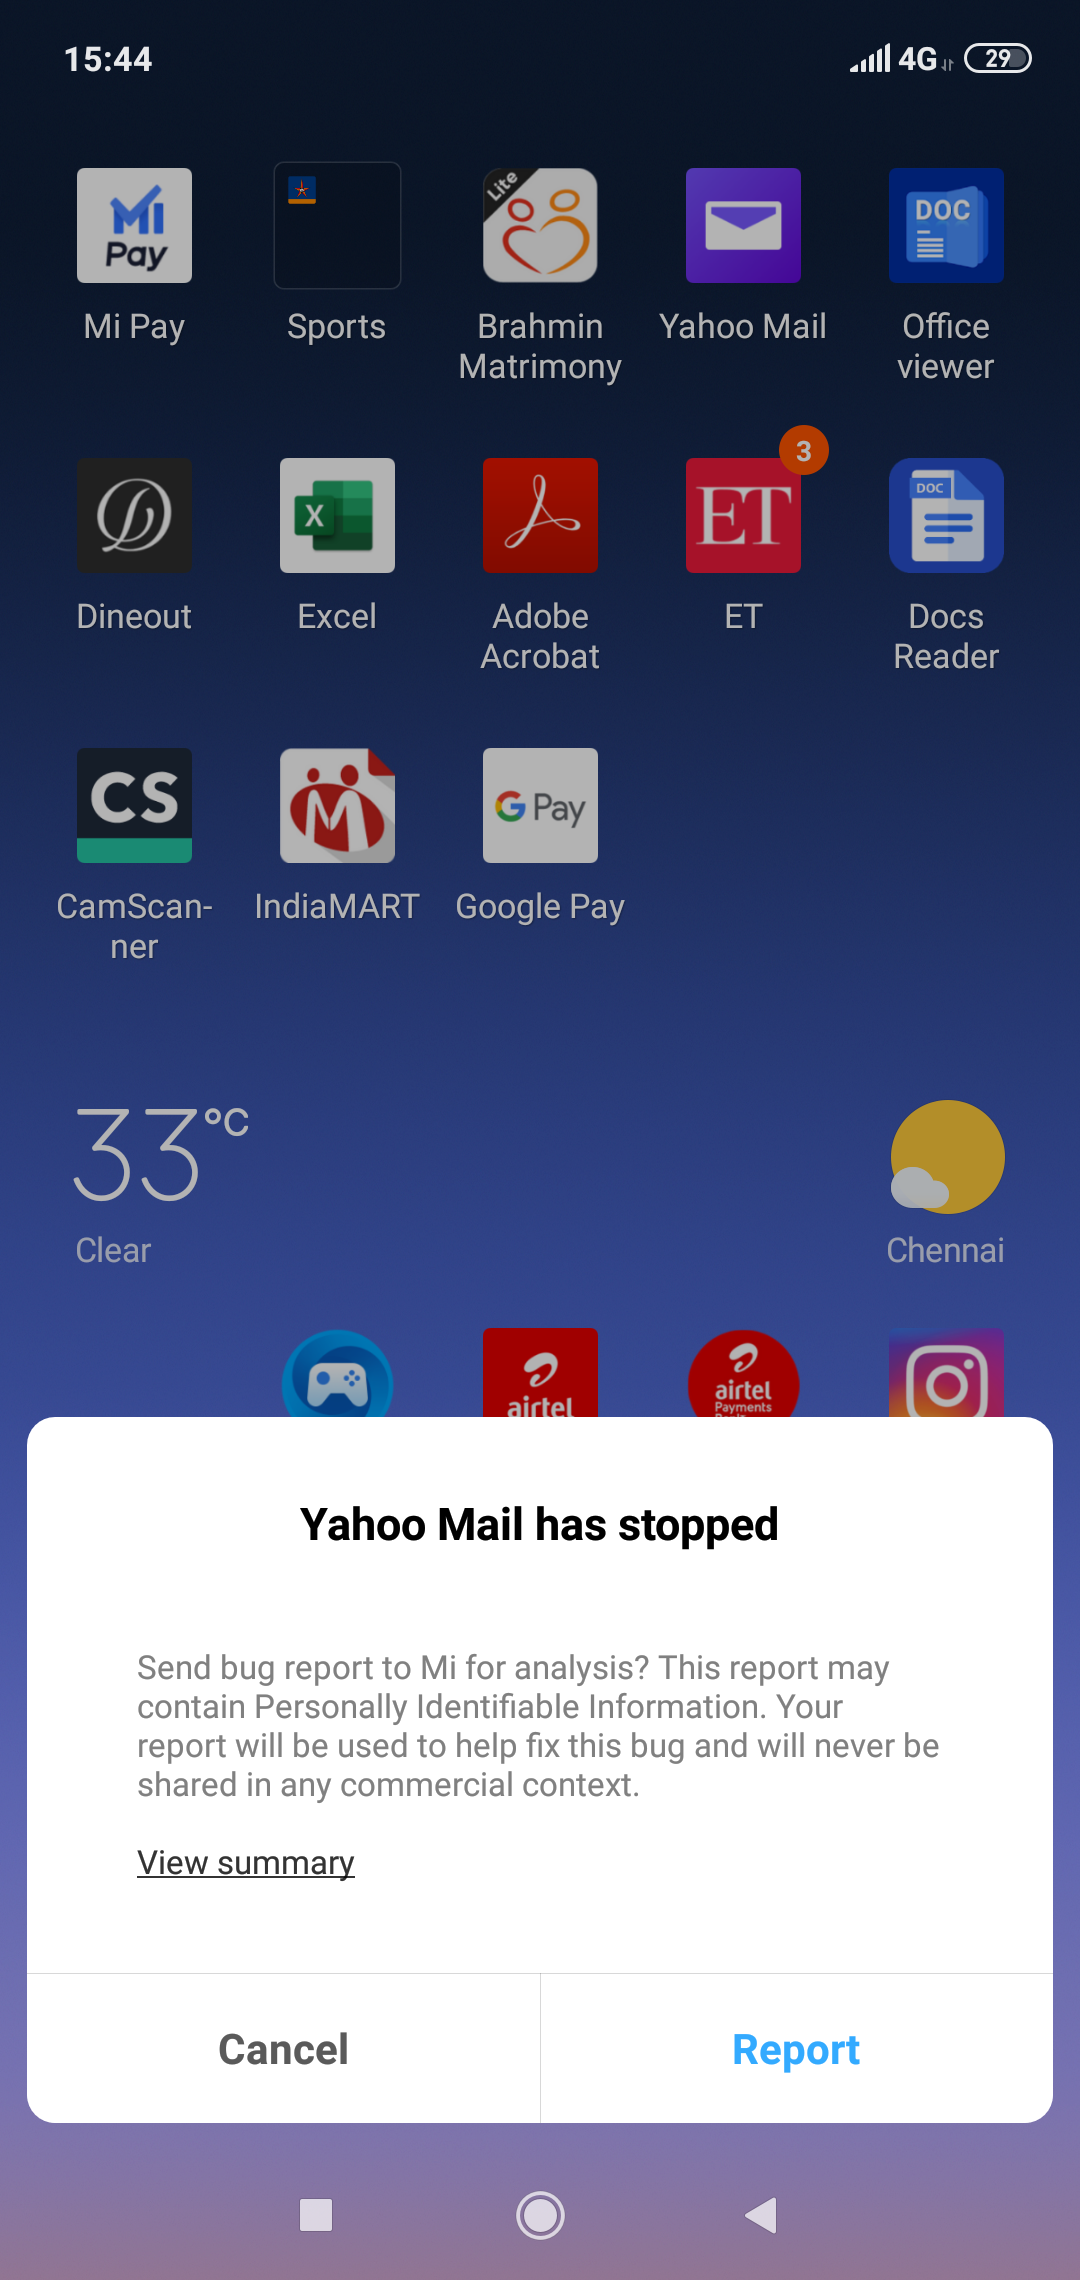 15:44
4G 29
Mi Pay
Lite
DOC
Mi Pay
Sports
Brahmin
Matrimony
Yahoo Mail
Office
viewer
D
X
ET
3
DOC
Dineout
Excel
Adobe
Acrobat
ET
Docs
Reader
CS
M
G Pay
CamScan-
ner
IndiaMART
Google Pay
33°C
Clear
Chennai
airtel
airtel
Payments
Yahoo Mail has stopped
Send bug report to Mi for analysis? This report may
contain Personally Identifiable Information. Your
report will be used to help fix this bug and will never be
shared in any commercial context.
View summary
Cancel
Report